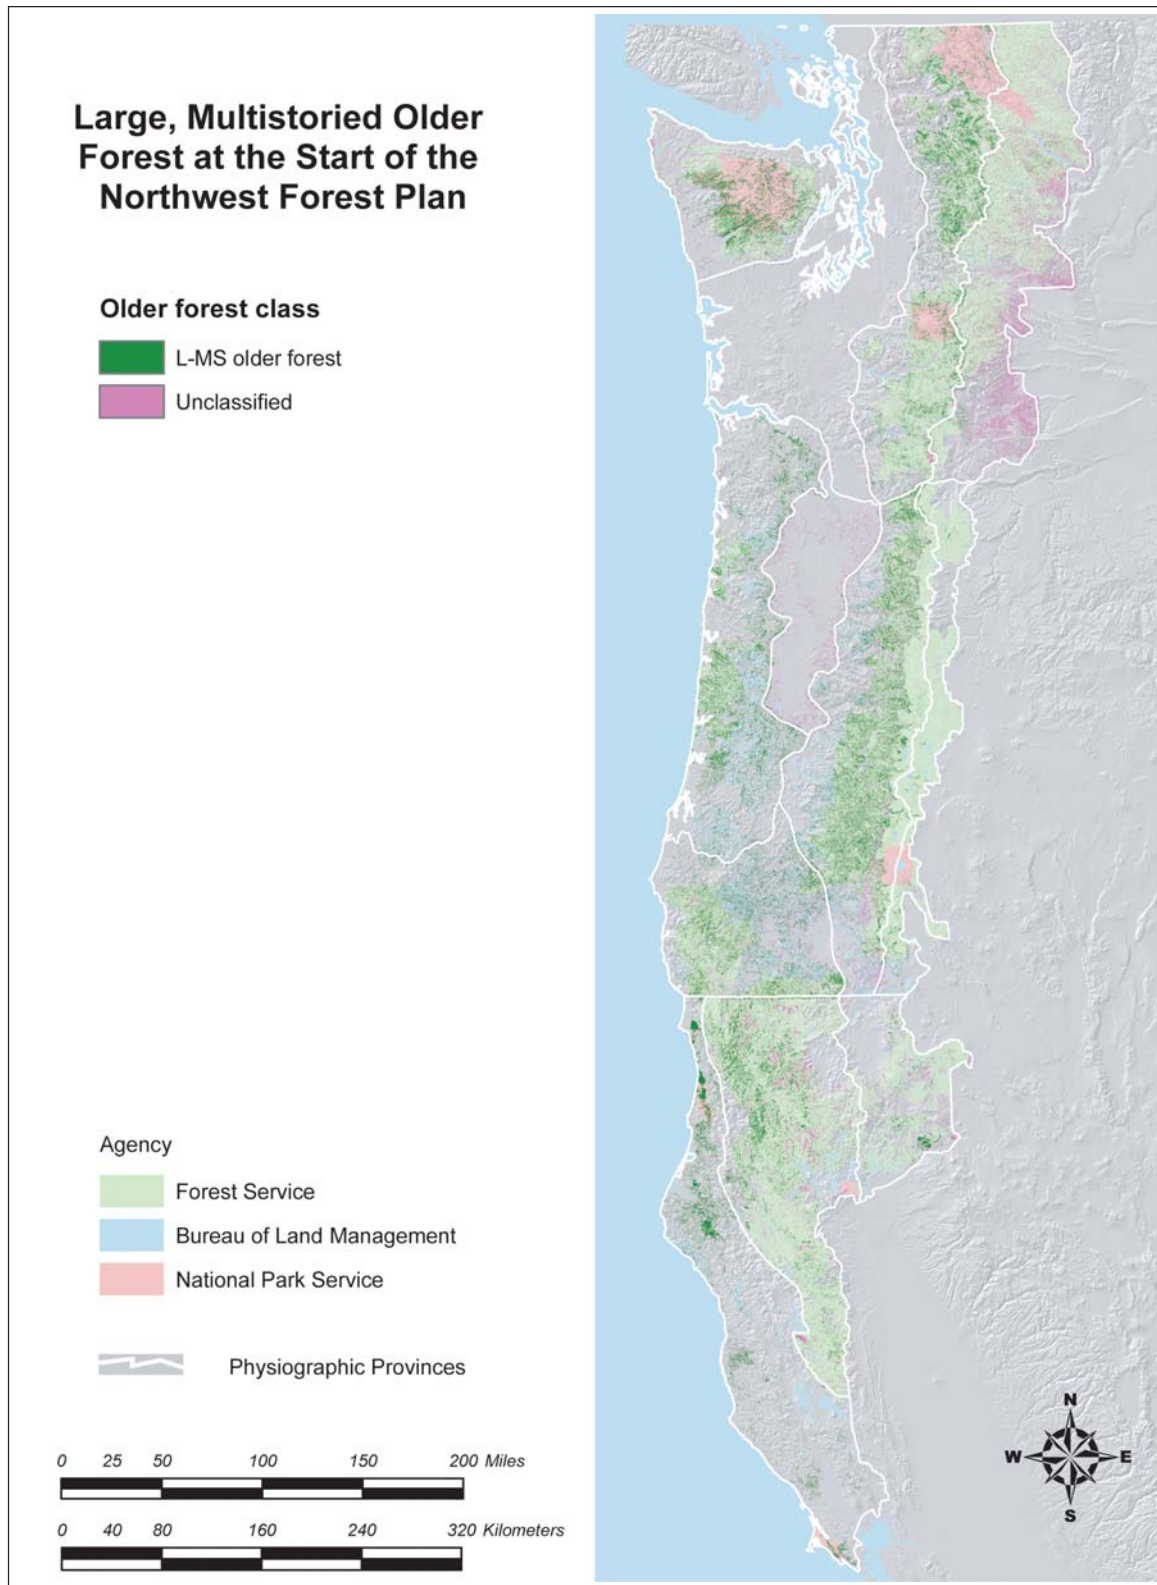 Large, Multistoried Older
Forest at the Start of the
Northwest Forest Plan
Older forest class
L-MS older forest
Unclassified
Agency
Forest Service
Bureau of Land Management
National Park Service
Physiographic Provinces
0 25 50 100 150 200 Miles
0 40 80 160 240 320 Kilometers
N
W E
S